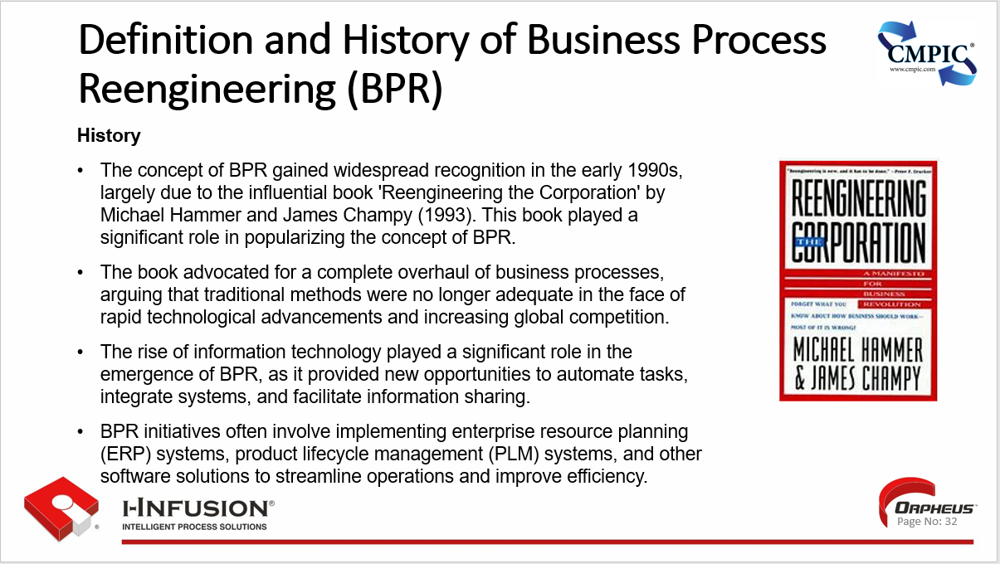 Definition and History of Business Process
Reengineering (BPR)
CMPIC®
www.cmpic.com
History
• The concept of BPR gained widespread recognition in the early 1990s,
largely due to the influential book 'Reengineering the Corporation' by
Michael Hammer and James Champy (1993). This book played a
significant role in popularizing the concept of BPR.
• The book advocated for a complete overhaul of business processes,
arguing that traditional methods were no longer adequate in the face of
rapid technological advancements and increasing global competition.
• The rise of information technology played a significant role in the
emergence of BPR, as it provided new opportunities to automate tasks,
integrate systems, and facilitate information sharing.
• BPR initiatives often involve implementing enterprise resource planning
(ERP) systems, product lifecycle management (PLM) systems, and other
software solutions to streamline operations and improve efficiency.
"Reengineering is new, and it has to be done." -Peter F. Drucker
REENGINEERING
THE
CORPORATION
A MANIFESTO
FOR
BUSINESS
REVOLUTION
FORGET WHAT YOU
KNOW ABOUT HOW BUSINESS SHOULD WORK—
MOST OF IT IS WRONG!
MICHAEL HAMMER
& JAMES CHAMPY
®
I-INFUSION®
INTELLIGENT PROCESS SOLUTIONS
ORPHEUS™
Page No: 32